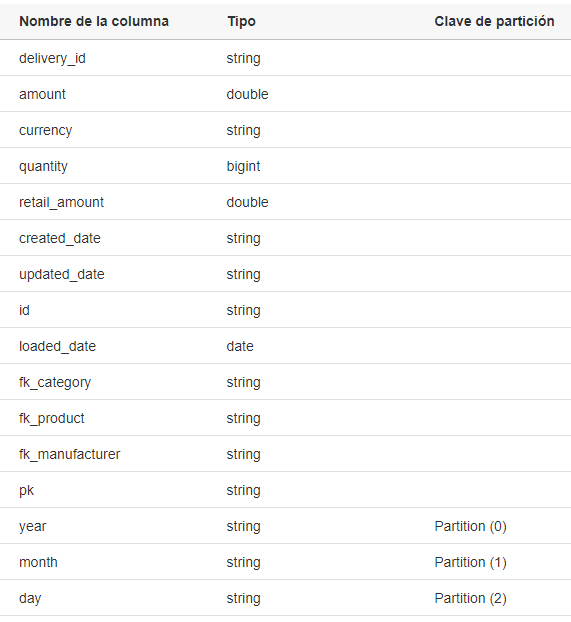 Nombre de la columna Tipo Clave de partición
delivery_id string
amount double
currency string
quantity bigint
retail_amount double
created_date string
updated_date string
id string
loaded_date date
fk_category string
fk_product string
fk_manufacturer string
pk string
year string Partition (0)
month string Partition (1)
day string Partition (2)